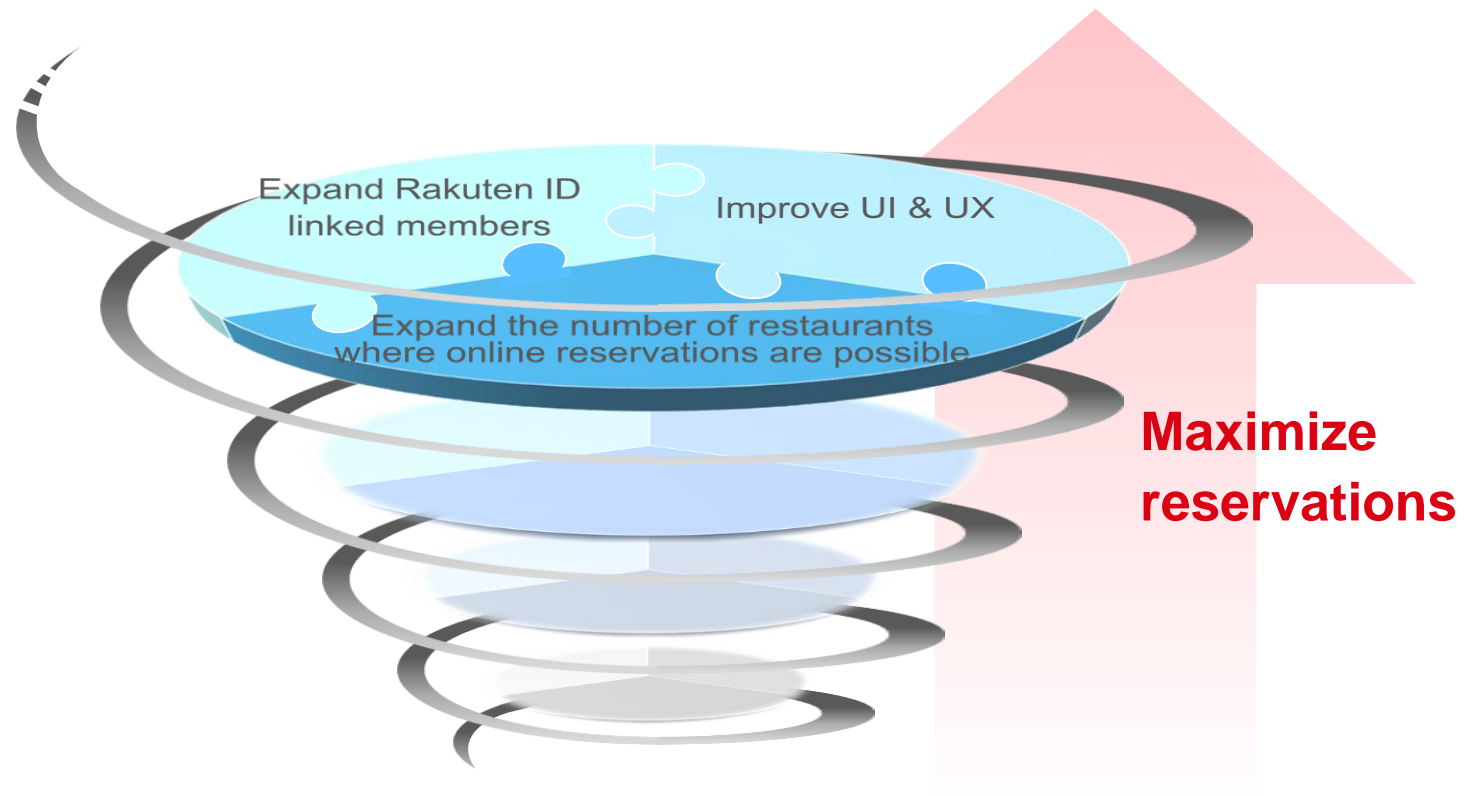 Expand Rakuten ID
linked members
Improve UI & UX
Expand the number of restaurants
where online reservations are possible
Maximize
reservations